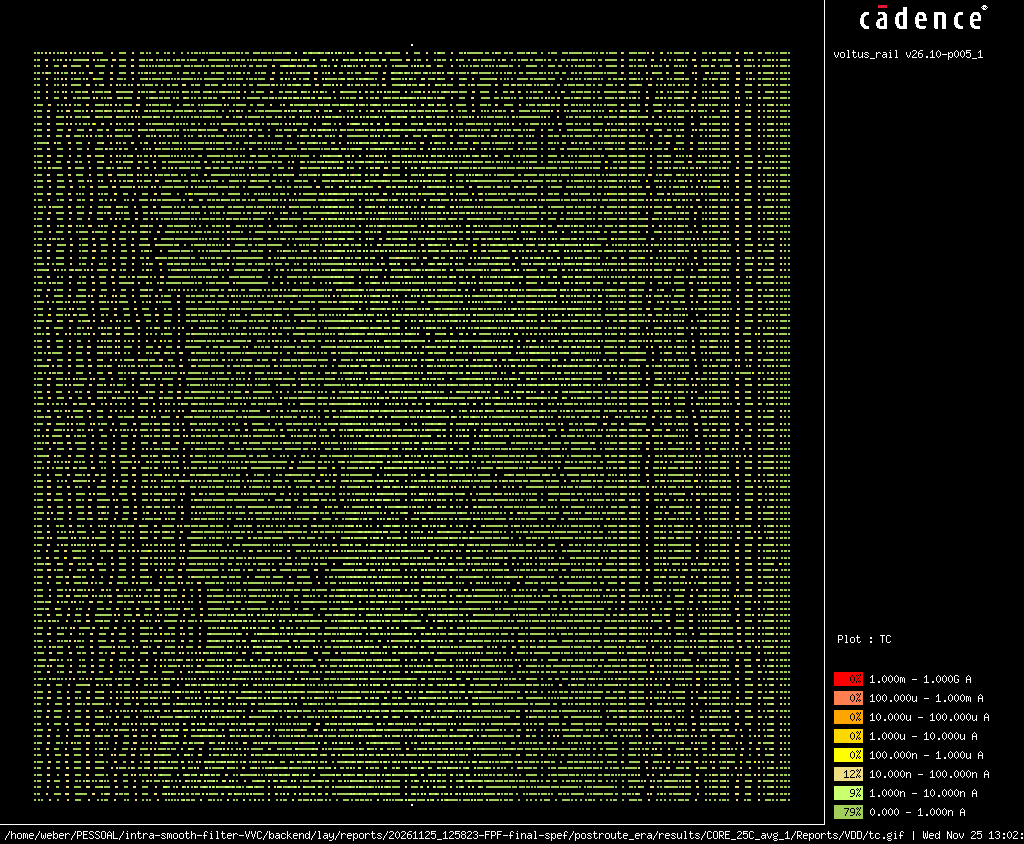 cādence®
voltus_rail v26.10-p005_1
Plot : TC
0% 1.000m - 1.000G A
0% 100.000u - 1.000m A
0% 10.000u - 100.000u A
0% 1.000u - 10.000u A
0% 100.000n - 1.000u A
12% 10.000n - 100.000n A
9% 1.000n - 10.000n A
79% 0.000 - 1.000n A
/home/weber/PESSOAL/intra-smooth-filter-VVC/backend/lay/reports/20261125_125823-FPF-final-spef/postroute_era/results/CORE_25C_avg_1/Reports/VDD/tc.gif | Wed Nov 25 13:02: